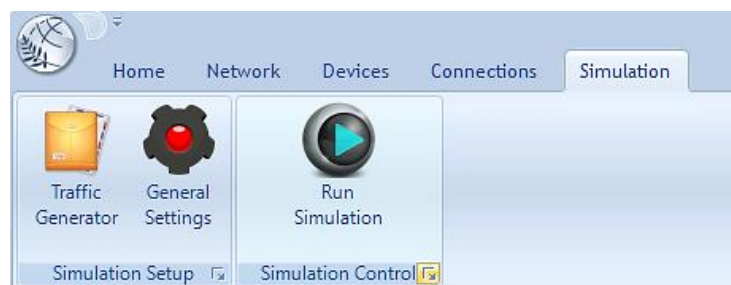 Home Network Devices Connections Simulation
Traffic Generator
General Settings
Run Simulation
Simulation Setup
Simulation Control